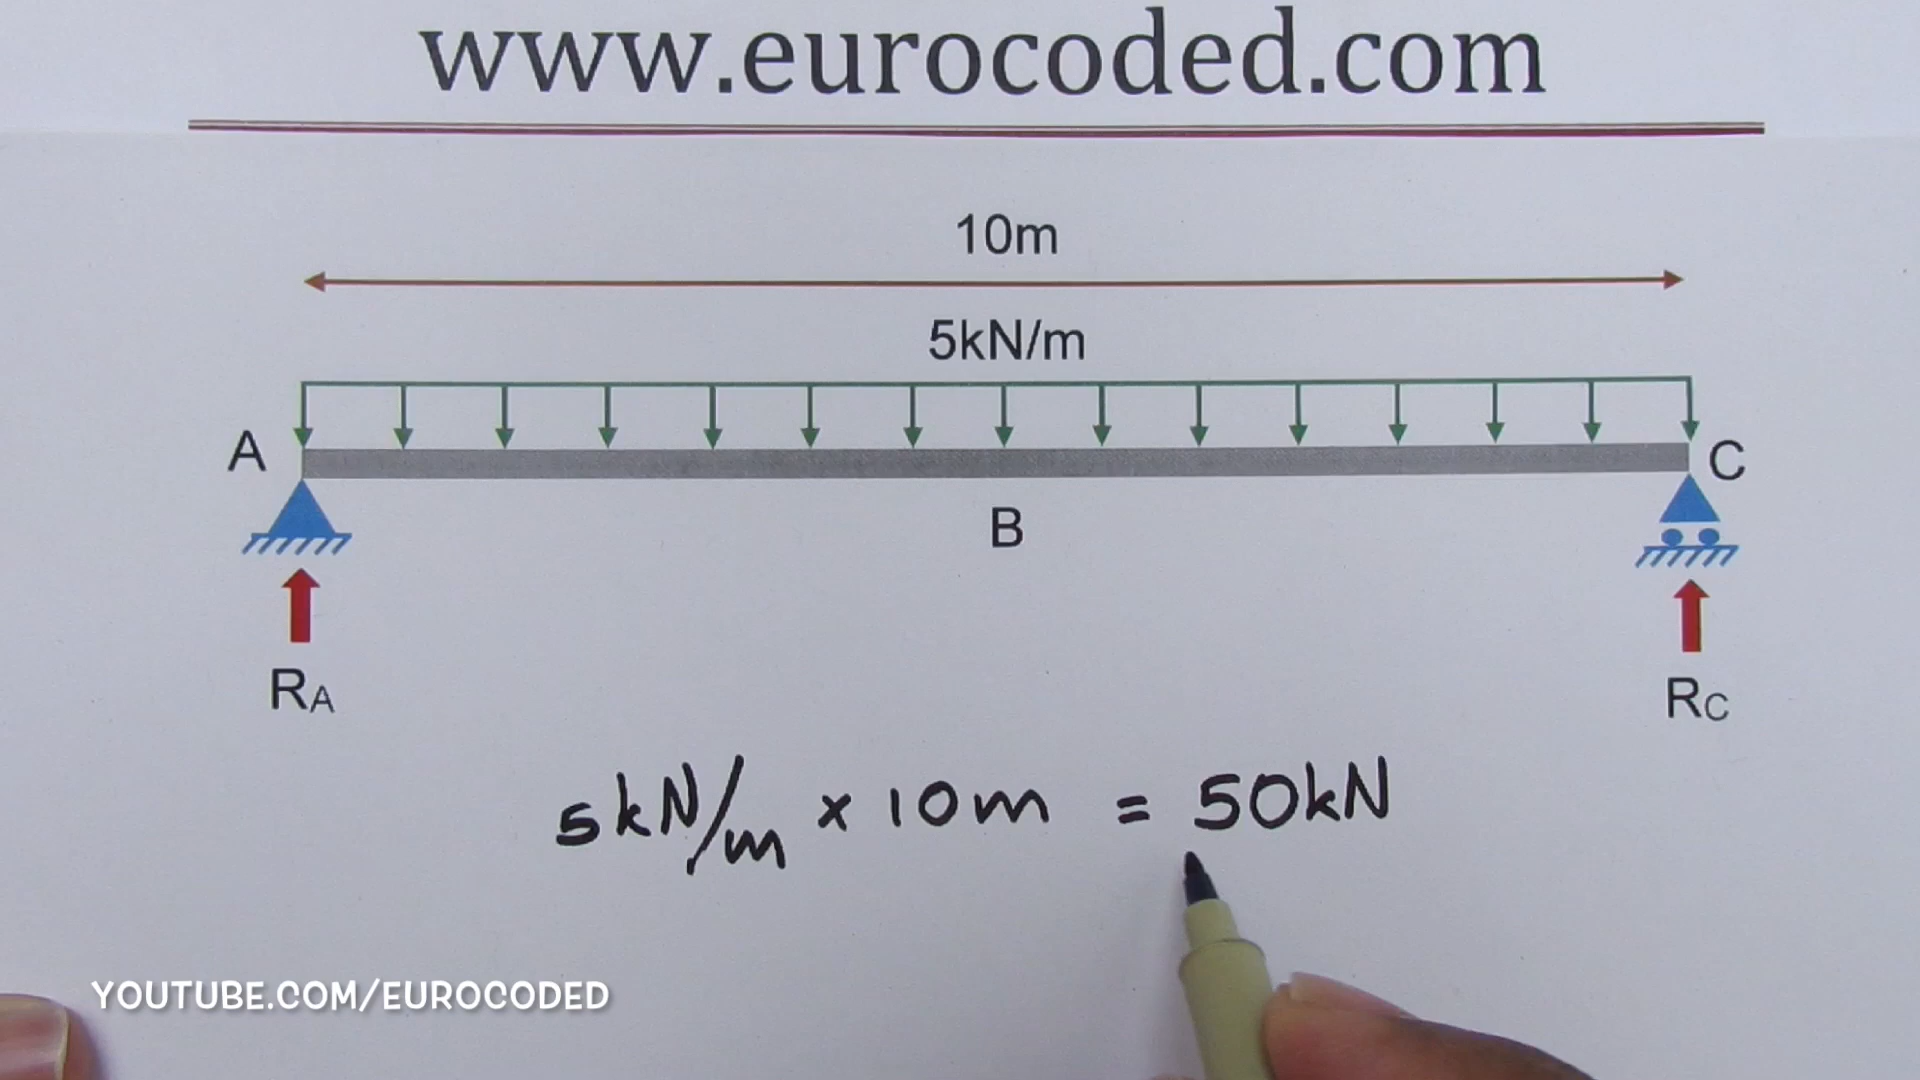 www.eurocoded.com
10m
5kN/m
A
C
B
RA
RC
5kN/m × 10m = 50kN
YOUTUBE.COM/EUROCODED